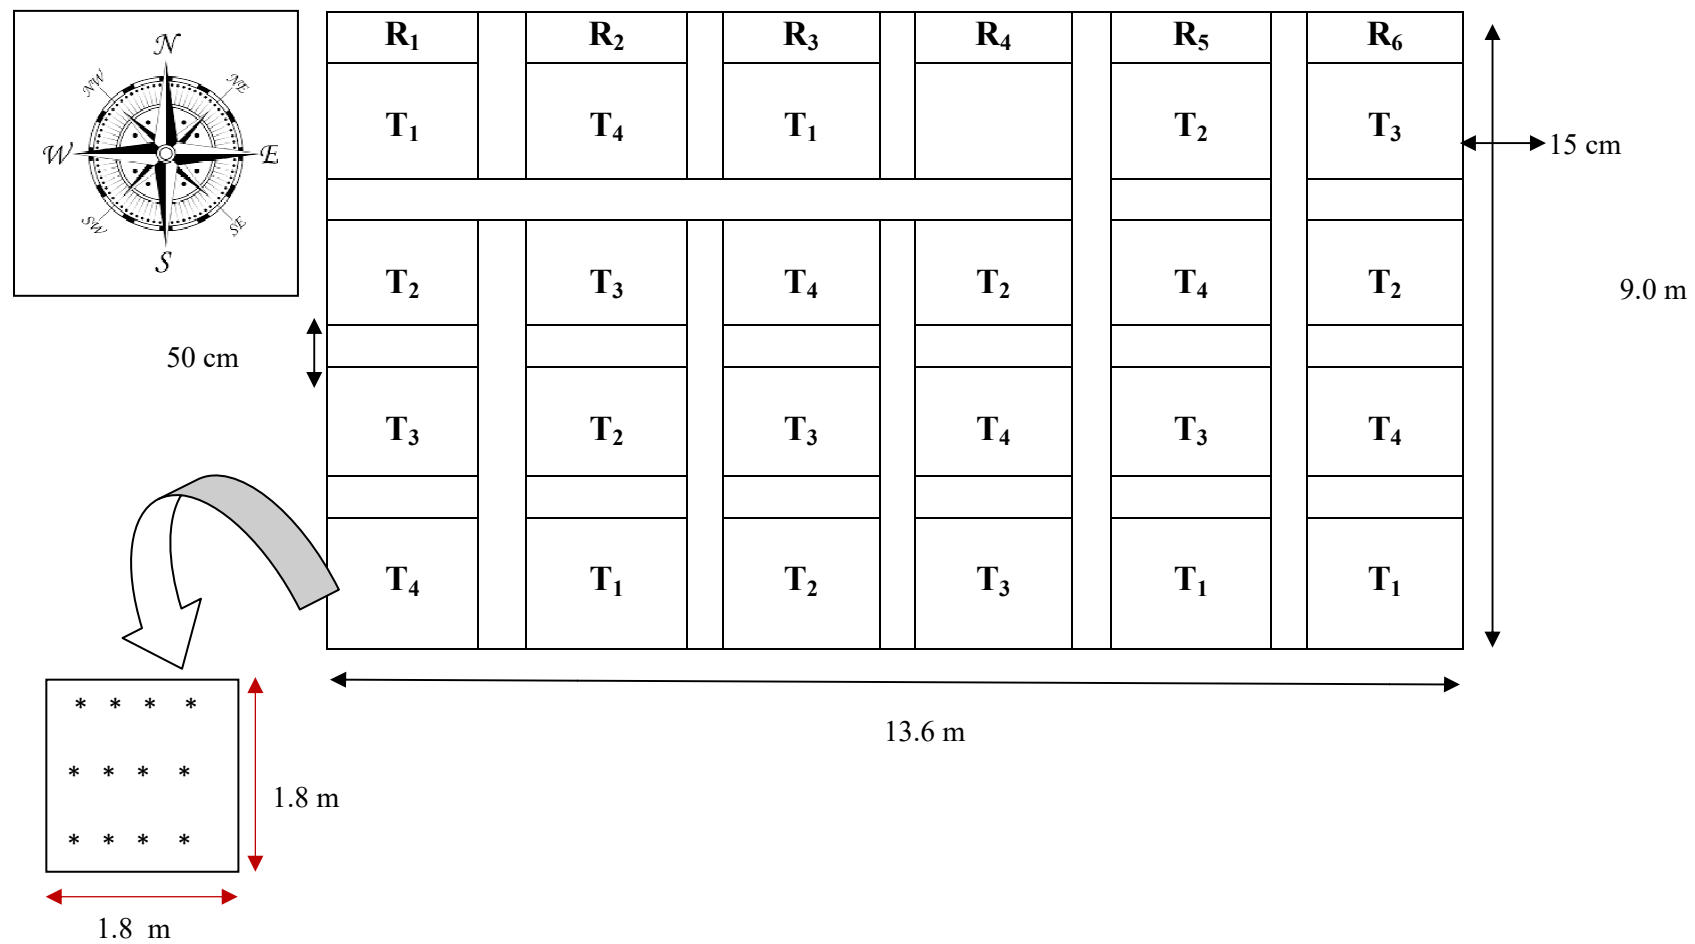 N
NW NE
W E
SW SE
S
R₁ R₂ R₃ R₄ R₅ R₆
T₁ T₄ T₁ T₂ T₃
15 cm
T₂ T₃ T₄ T₂ T₄ T₂
9.0 m
50 cm
T₃ T₂ T₃ T₄ T₃ T₄
T₄ T₁ T₂ T₃ T₁ T₁
13.6 m
* * * *
* * * *
* * * *
1.8 m
1.8 m